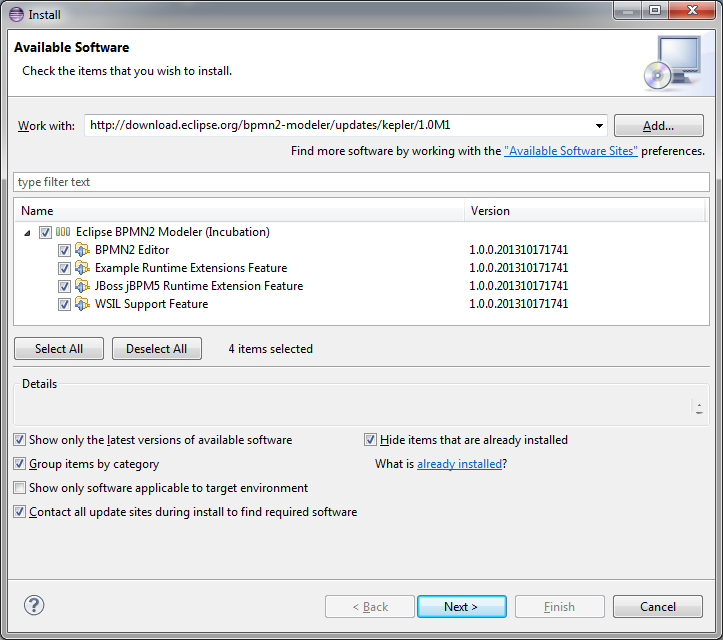 Install
Available Software
Check the items that you wish to install.
Work with: http://download.eclipse.org/bpmn2-modeler/updates/kepler/1.0M1 Add...
Find more software by working with the "Available Software Sites" preferences.
type filter text
Name Version
Eclipse BPMN2 Modeler (Incubation)
BPMN2 Editor 1.0.0.201310171741
Example Runtime Extensions Feature 1.0.0.201310171741
JBoss jBPM5 Runtime Extension Feature 1.0.0.201310171741
WSIL Support Feature 1.0.0.201310171741
Select All Deselect All 4 items selected
Details
Show only the latest versions of available software Hide items that are already installed
Group items by category What is already installed?
Show only software applicable to target environment
Contact all update sites during install to find required software
? < Back Next > Finish Cancel